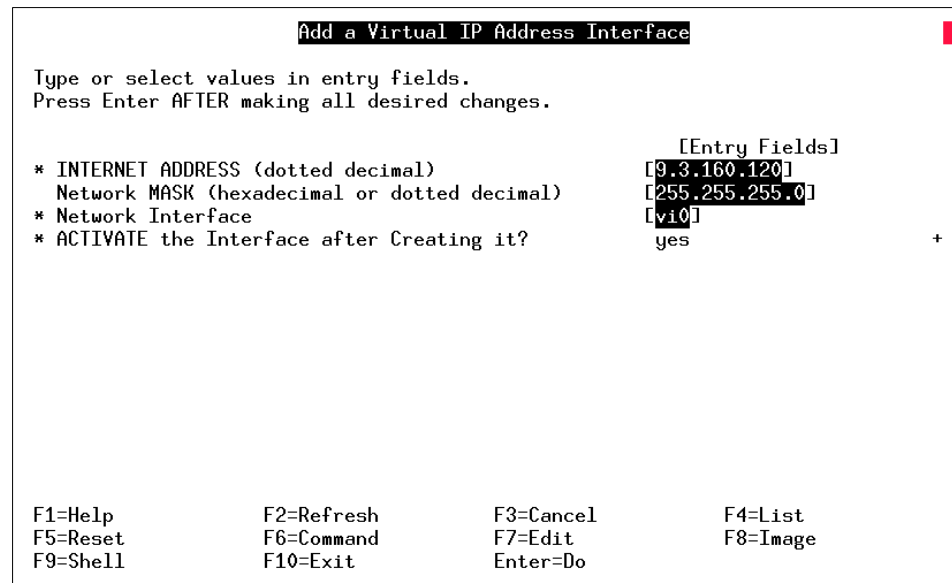 Add a Virtual IP Address Interface
Type or select values in entry fields.
Press Enter AFTER making all desired changes.
[Entry Fields]
* INTERNET ADDRESS (dotted decimal) [9.3.160.120]
Network MASK (hexadecimal or dotted decimal) [255.255.255.0]
* Network Interface [vi0]
* ACTIVATE the Interface after Creating it? yes +
F1=Help F2=Refresh F3=Cancel F4=List
F5=Reset F6=Command F7=Edit F8=Image
F9=Shell F10=Exit Enter=Do